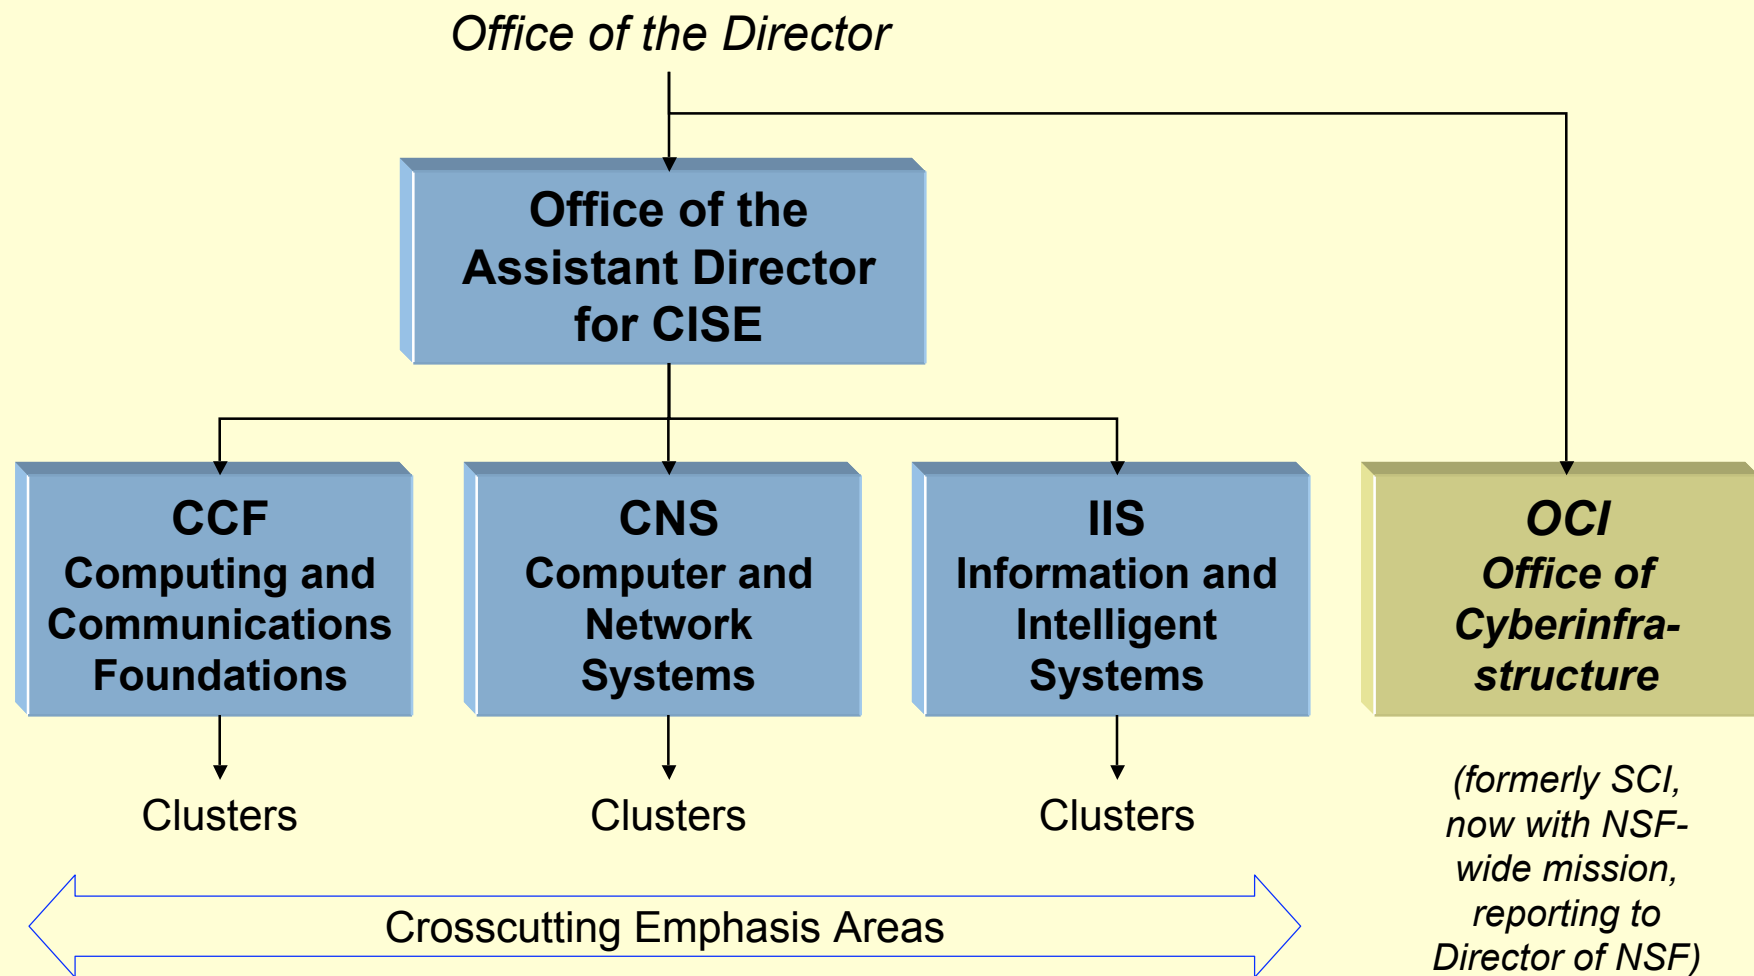 Office of the Director
Office of the
Assistant Director
for CISE
CCF
Computing and
Communications
Foundations
CNS
Computer and
Network
Systems
IIS
Information and
Intelligent
Systems
OCI
Office of
Cyberinfra-
structure
Clusters
Clusters
Clusters
(formerly SCI,
now with NSF-
wide mission,
reporting to
Director of NSF)
Crosscutting Emphasis Areas